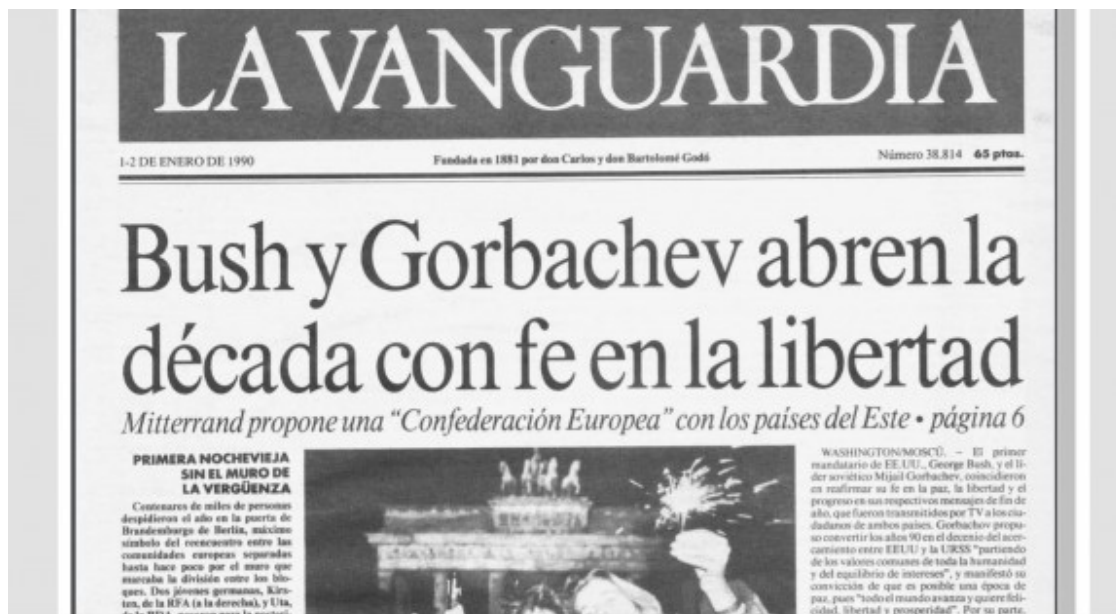 LA VANGUARDIA
1-2 DE ENERO DE 1990
Fundada en 1881 por don Carlos y don Bartolomé Godó
Número 38.814 65 ptas.
Bush y Gorbachev abren la
década con fe en la libertad
Mitterrand propone una “Confederación Europea” con los países del Este • página 6
PRIMERA NOCHEVIEJA
SIN EL MURO DE
LA VERGÜENZA
Centenares de miles de personas
despidieron el año en la puerta de
Brandemburgo de Berlín, máximo
símbolo del reencuentro entre las
comunidades europeas separadas
hasta hace poco por el muro que
marcaba la división entre los blo-
ques. Dos jóvenes germanas, Kirs-
ten, de la RFA (a la derecha), y Uta,
WASHINGTON/MOSCÚ. – El primer
mandatario de EE.UU., George Bush, y el lí-
der soviético Mijail Gorbachev, coincidieron
en reafirmar su fe en la paz, la libertad y el
progreso en sus respectivos mensajes de fin de
año, que fueron transmitidos por TV a los ciu-
dadanos de ambos países. Gorbachov propu-
so convertir los años 90 en el decenio del acer-
camiento entre EEUU y la URSS “partiendo
de los valores comunes de toda la humanidad
y del equilibrio de intereses”, y manifestó su
convicción de que es posible una época de
paz, pues “todo el mundo avanza y quiere feli-
cidad, libertad y prosperidad”. Por su parte,